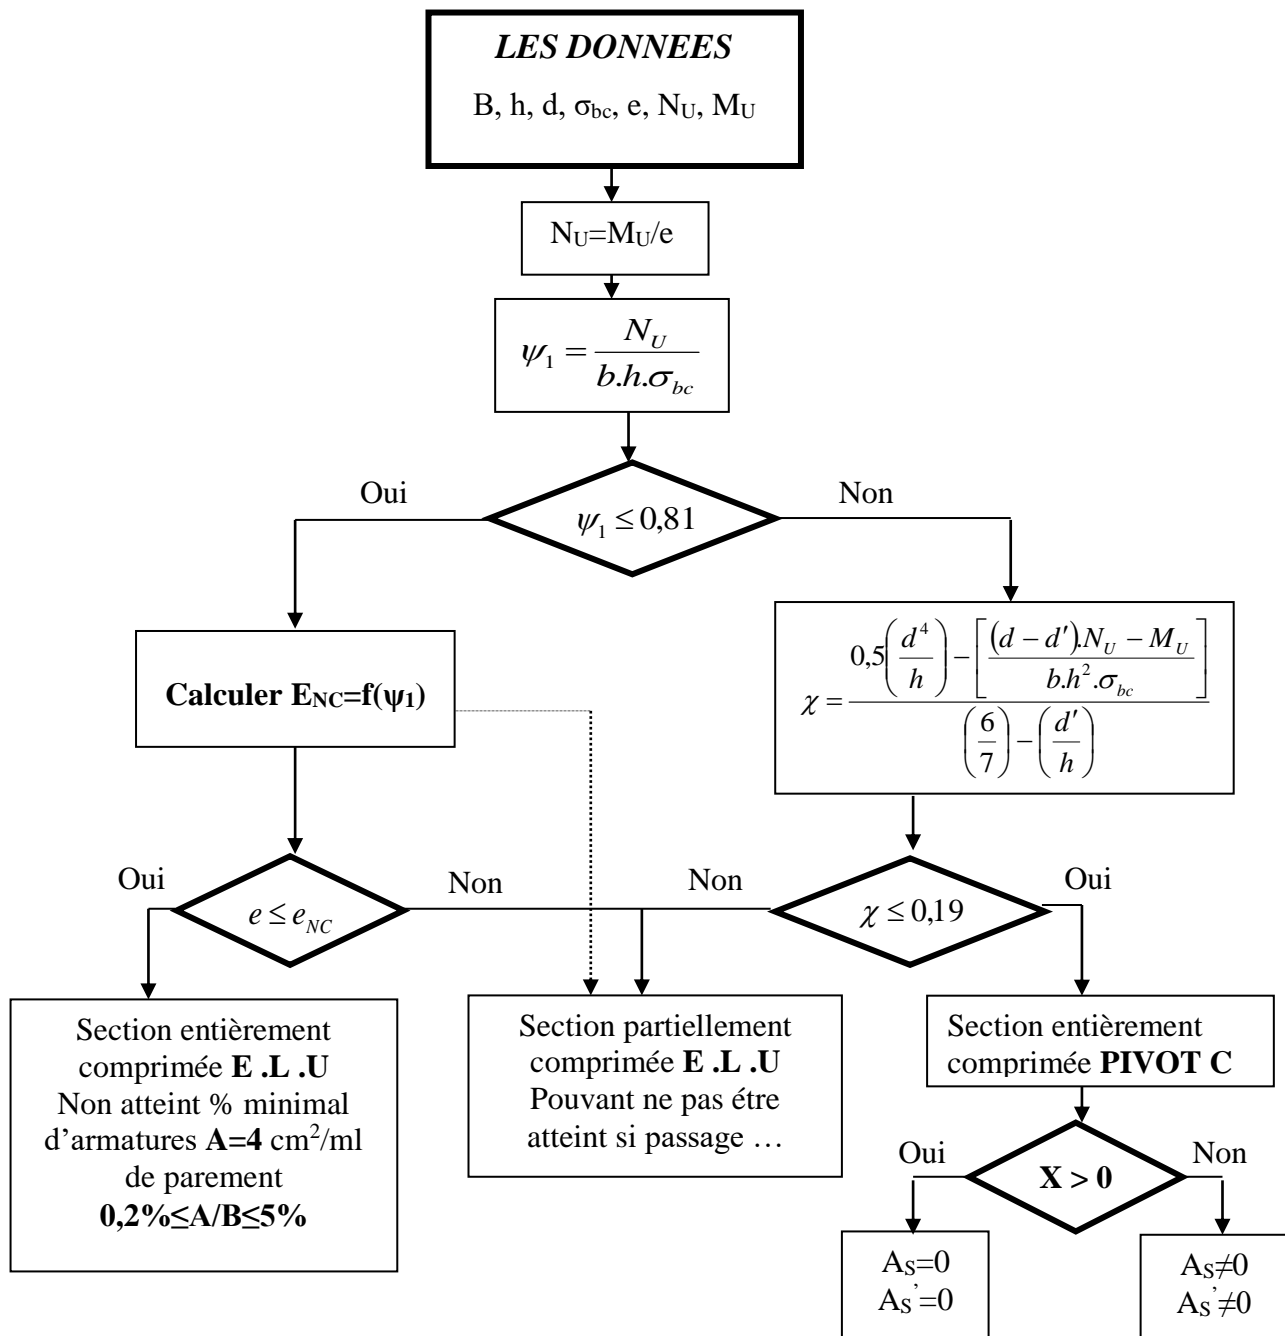 LES DONNEES
B, h, d, σbc, e, NU, MU
NU=MU/e
ψ1 = NU / b.h.σbc
Oui
Non
ψ1 ≤ 0,81
Calculer ENC=f(ψ1)
χ = (0,5(d⁴/h) − [((d − d′).NU − MU) / b.h².σbc]) / ((6/7) − (d′/h))
Oui
Non
Non
Oui
e ≤ eNC
χ ≤ 0,19
Section entièrement
comprimée E .L .U
Non atteint % minimal
d'armatures A=4 cm²/ml
de parement
0,2%≤A/B≤5%
Section partiellement
comprimée E .L .U
Pouvant ne pas étre
atteint si passage …
Section entièrement
comprimée PIVOT C
Oui
Non
X > 0
AS=0
AS'=0
AS≠0
AS'≠0